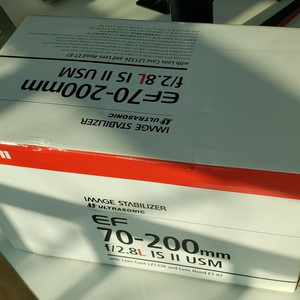 with Lens Case LZ1326 and Lens Hood ET-87
EF70-200mm
f/2.8L IS II USM
IMAGE STABILIZER
ULTRASONIC
IMAGE STABILIZER
ULTRASONIC
EF
70-200mm
f/2.8L IS II USM
with Lens Case LZ1326 and Lens Hood ET-87